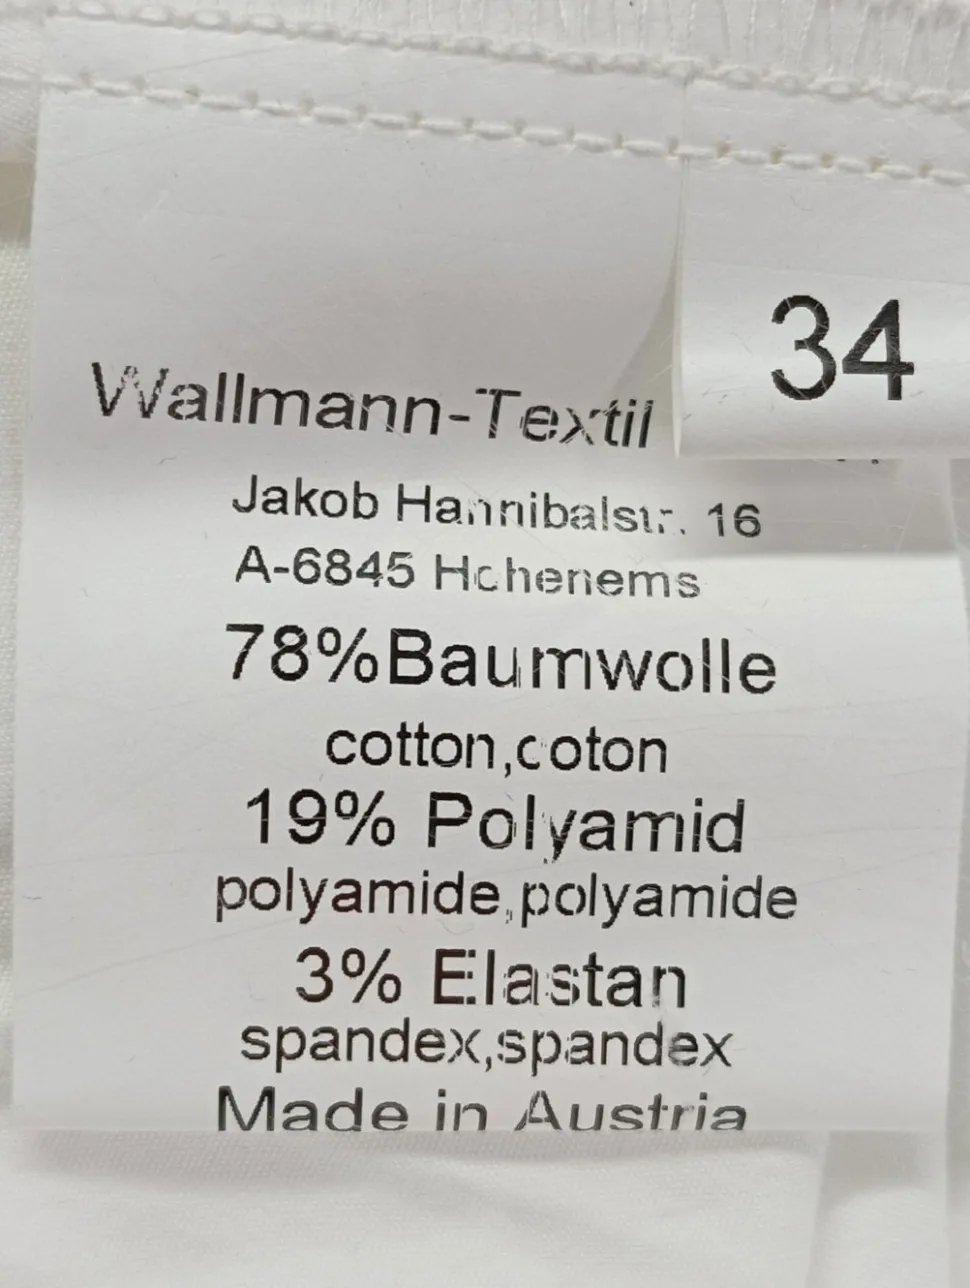 34
Wallmann-Textil
Jakob Hannibalstr. 16
A-6845 Hohenems
78%Baumwolle
cotton,coton
19% Polyamid
polyamide,polyamide
3% Elastan
spandex,spandex
Made in Austria